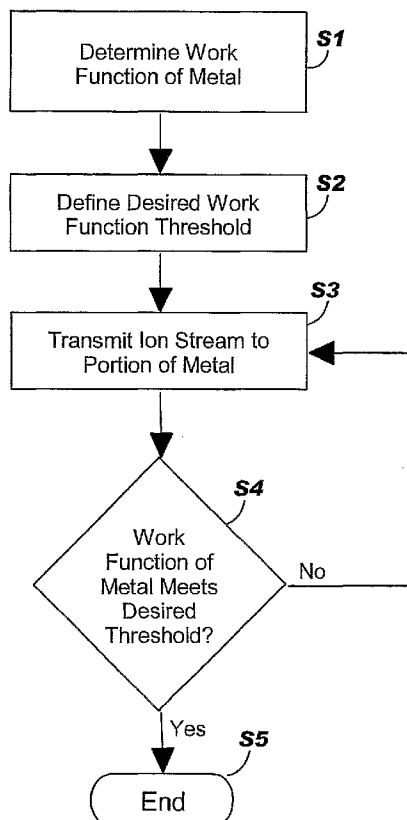 S1
Determine Work
Function of Metal
S2
Define Desired Work
Function Threshold
S3
Transmit Ion Stream to
Portion of Metal
S4
Work
Function of
Metal Meets
Desired
Threshold?
No
Yes
S5
End